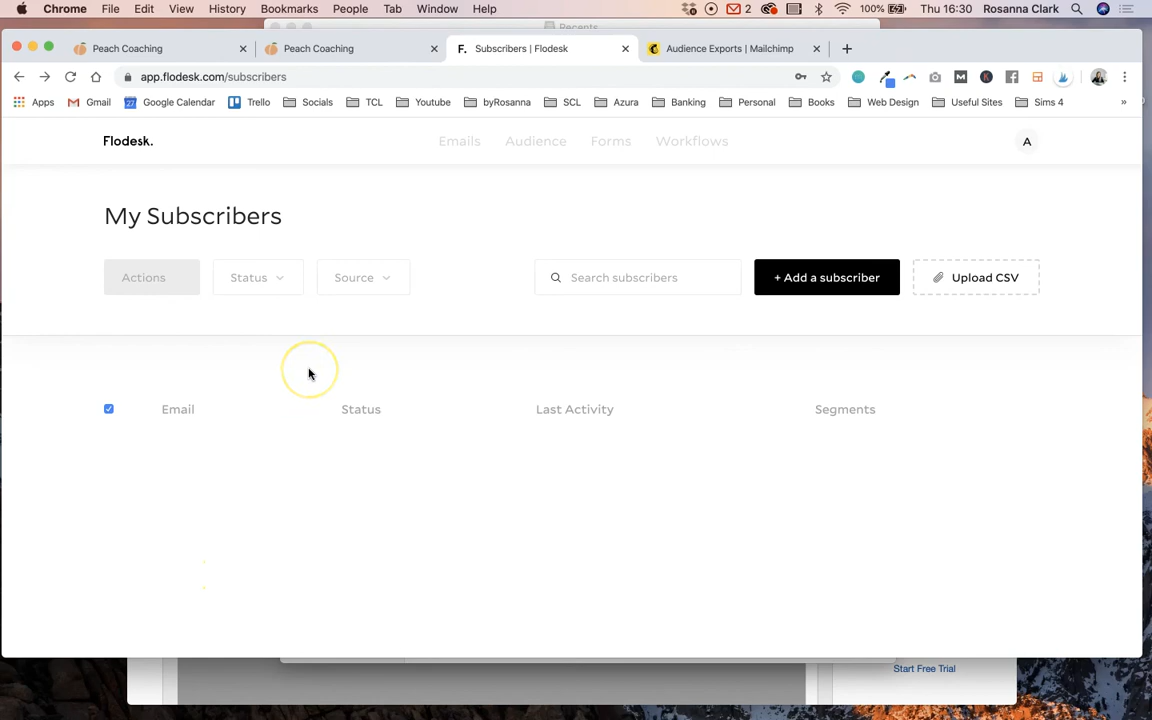 Chrome File Edit View History Bookmarks People Tab Window Help 2 100% Thu 16:30 Rosanna Clark
Recents
Peach Coaching Peach Coaching F. Subscribers | Flodesk Audience Exports | Mailchimp
app.flodesk.com/subscribers
Apps Gmail 27 Google Calendar Trello Socials TCL Youtube byRosanna SCL Azura Banking Personal Books Web Design Useful Sites Sims 4 »
Flodesk. Emails Audience Forms Workflows A
My Subscribers
Actions Status Source Search subscribers + Add a subscriber Upload CSV
Email Status Last Activity Segments
Start Free Trial